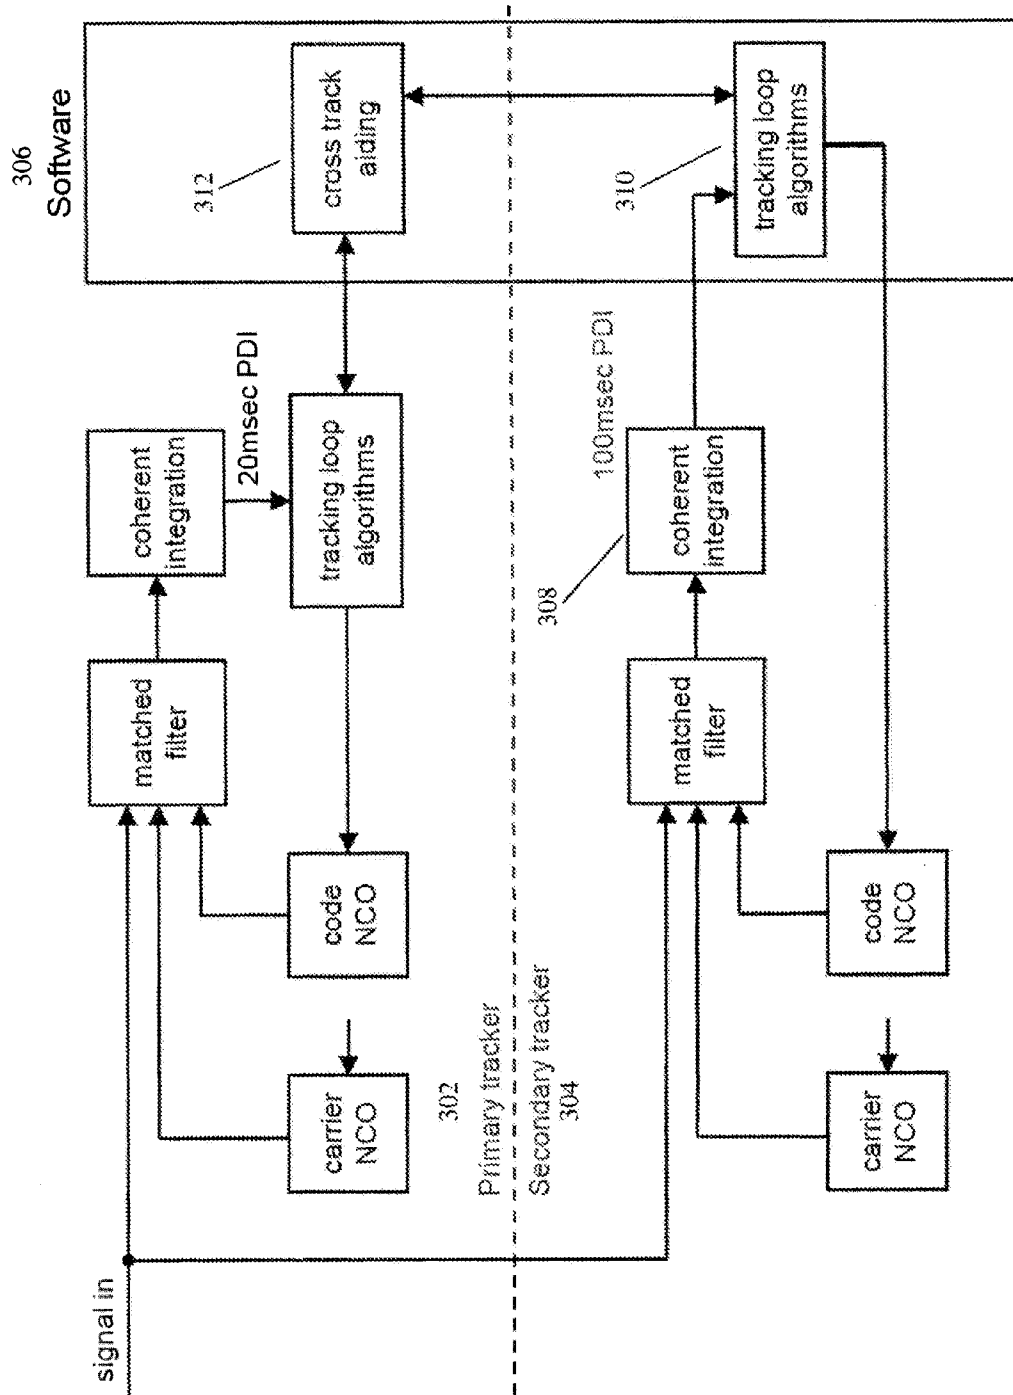 306
Software
signal in
matched
filter
coherent
integration
20msec PDI
carrier
NCO
code
NCO
tracking loop
algorithms
312
cross track
aiding
302
Primary tracker
Secondary tracker
304
308
matched
filter
coherent
integration
100msec PDI
310
tracking loop
algorithms
carrier
NCO
code
NCO